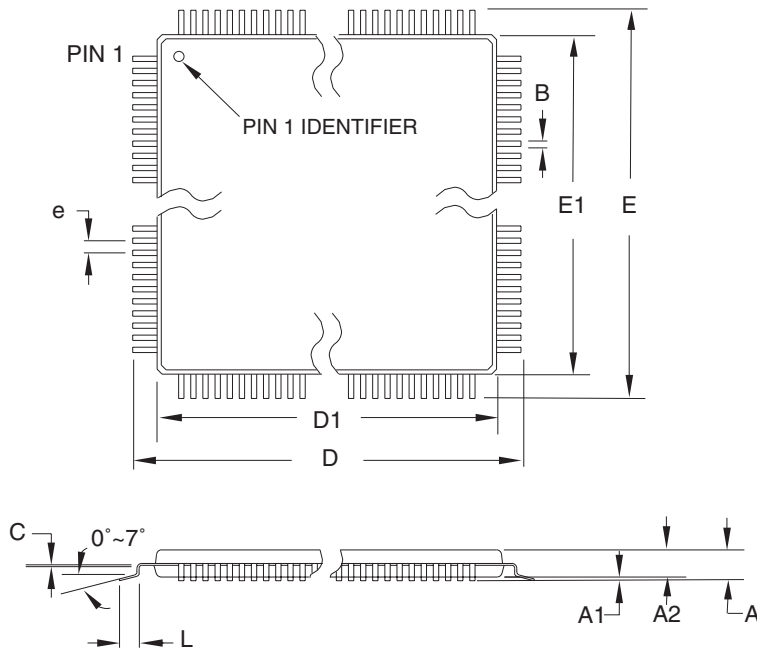 PIN 1
PIN 1 IDENTIFIER
B
e
E1
E
D1
D
C
0°~7°
L
A1
A2
A